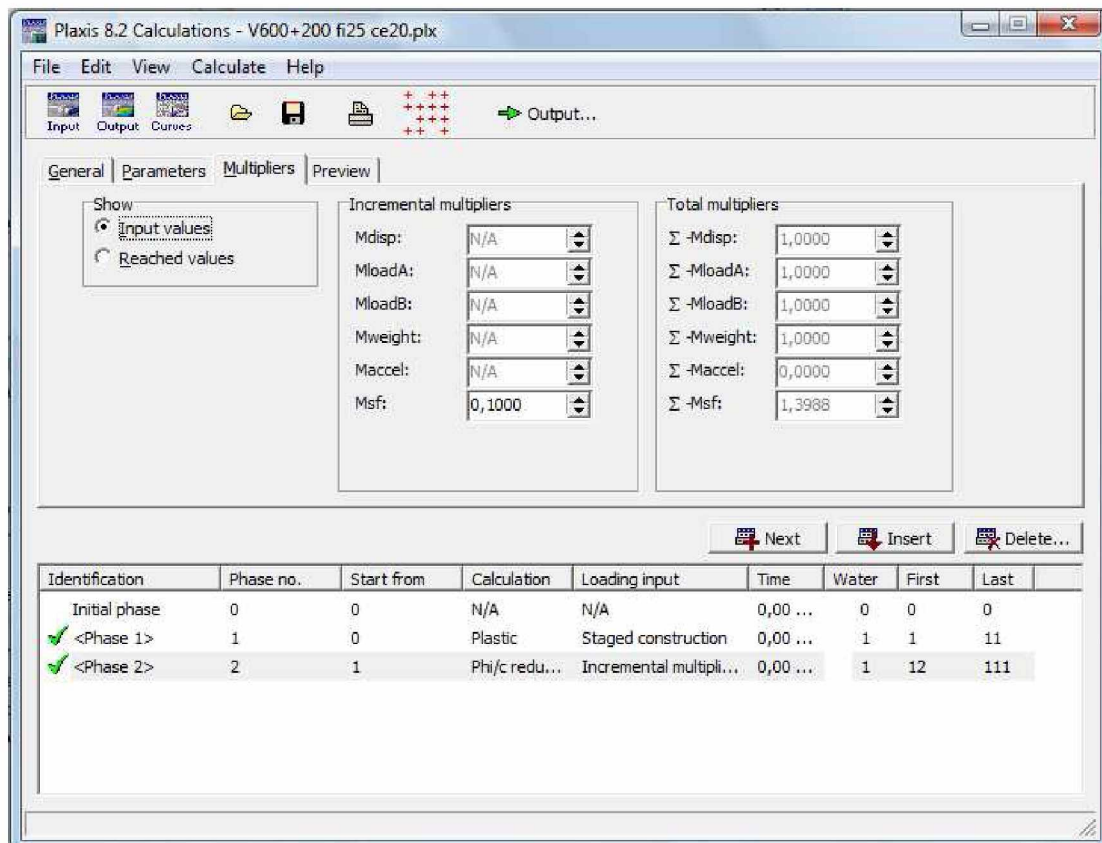 Plaxis 8.2 Calculations - V600+200 fi25 ce20.plx
File Edit View Calculate Help
Input Output Curves Output...
General Parameters Multipliers Preview
Show
Input values
Reached values
Incremental multipliers
Mdisp: N/A
MloadA: N/A
MloadB: N/A
Mweight: N/A
Maccel: N/A
Msf: 0,1000
Total multipliers
Σ -Mdisp: 1,0000
Σ -MloadA: 1,0000
Σ -MloadB: 1,0000
Σ -Mweight: 1,0000
Σ -Maccel: 0,0000
Σ -Msf: 1,3988
Next Insert Delete...
Identification Phase no. Start from Calculation Loading input Time Water First Last
Initial phase 0 0 N/A N/A 0,00 ... 0 0 0
<Phase 1> 1 0 Plastic Staged construction 0,00 ... 1 1 11
<Phase 2> 2 1 Phi/c redu... Incremental multipli... 0,00 ... 1 12 111